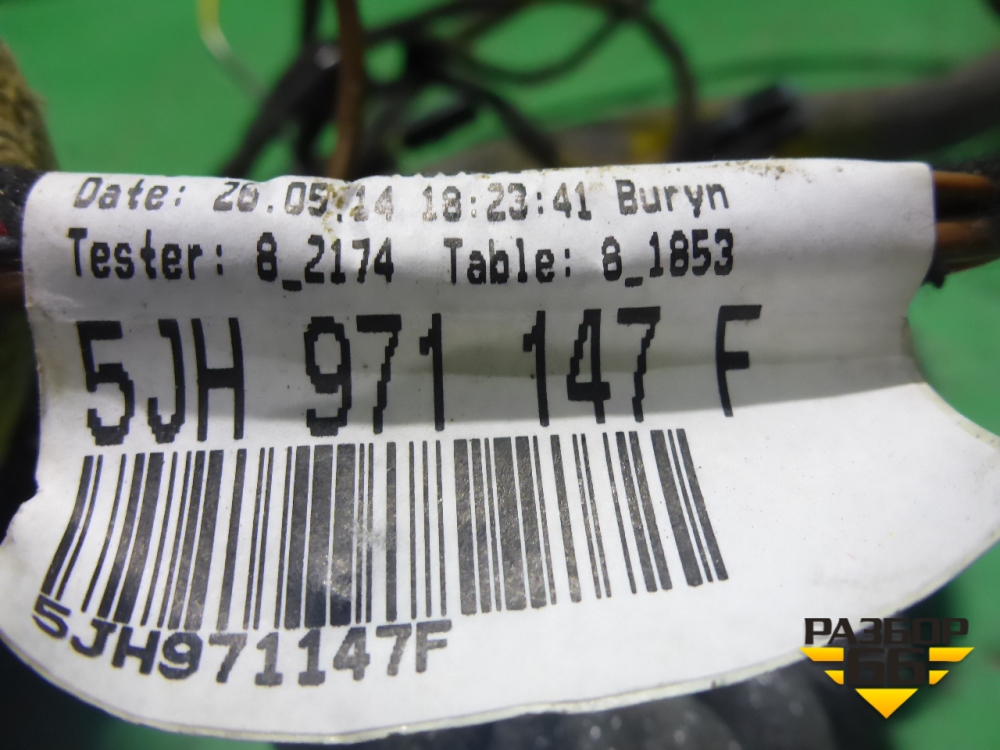 Date: 20.05.14 18:23:41 Buryn
Tester: 8_2174 Table: 8_1853
5JH 971 147 F
5JH971147F
РАЗБОР
66